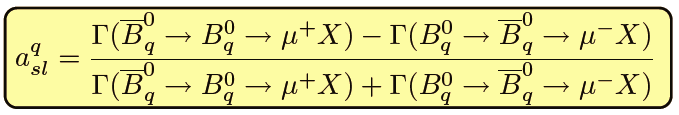 a^q_{sl} = \frac{\Gamma(\overline{B}^0_q \to B^0_q \to \mu^+ X) - \Gamma(B^0_q \to \overline{B}^0_q \to \mu^- X)}{\Gamma(\overline{B}^0_q \to B^0_q \to \mu^+ X) + \Gamma(B^0_q \to \overline{B}^0_q \to \mu^- X)}